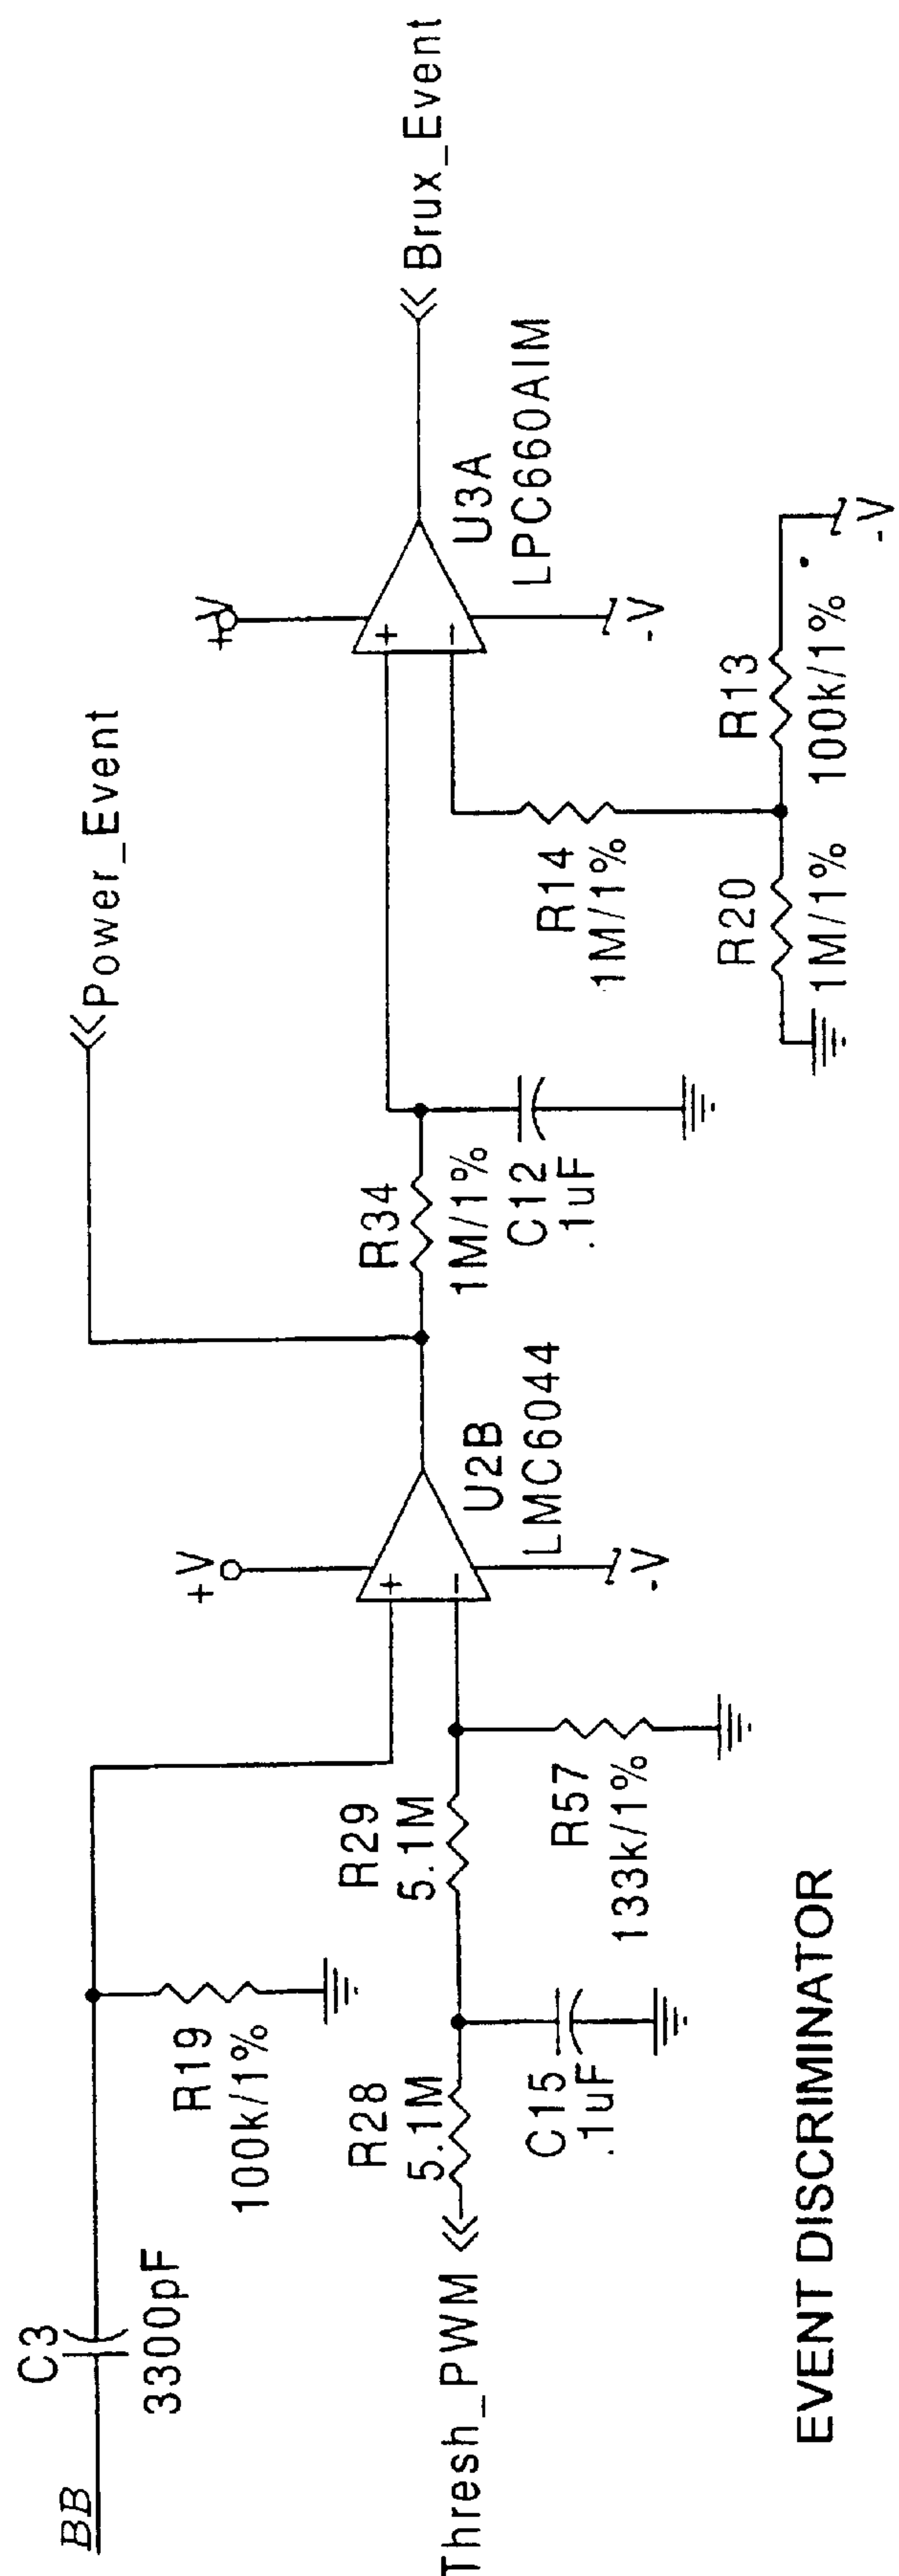 BB
C3
3300pF
R19
100k/1%
Thresh_PWM
R28
5.1M
C15
.1uF
R29
5.1M
R57
133k/1%
+V
-V
U2B
LMC6044
Power_Event
R34
1M/1%
C12
.1uF
R14
1M/1%
R20
1M/1%
R13
100k/1%
-V
+V
-V
U3A
LPC660AIM
Brux_Event
EVENT DISCRIMINATOR